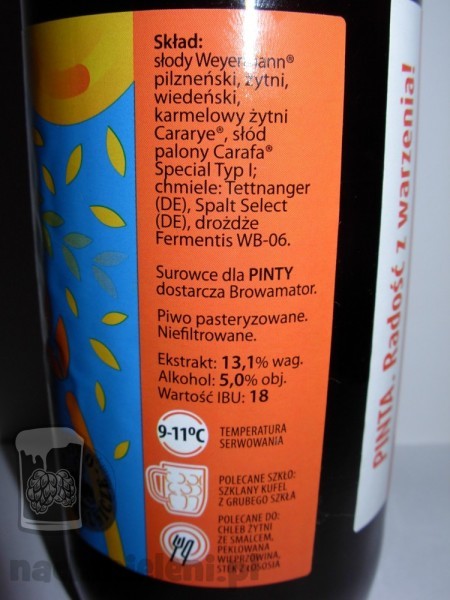 Skład:
słody Weyermann®
pilzneński, żytni,
wiedeński,
karmelowy żytni
Cararye®, słód
palony Carafa®
Special Typ I;
chmiele: Tettnanger
(DE), Spalt Select
(DE), drożdże
Fermentis WB-06.
Surowce dla PINTY
dostarcza Browamator.
Piwo pasteryzowane.
Niefiltrowane.
Ekstrakt: 13,1% wag.
Alkohol: 5,0% obj.
Wartość IBU: 18
9-11°C
TEMPERATURA
SERWOWANIA
POLECANE SZKŁO:
SZKLANY KUFEL
Z GRUBEGO SZKŁA
POLECANE DO:
CHLEB ŻYTNI
ZE SMALCEM,
PEKLOWANA
WIEPRZOWINA,
STEK Z ŁOSOSIA
PINTA. Radość z warzenia!